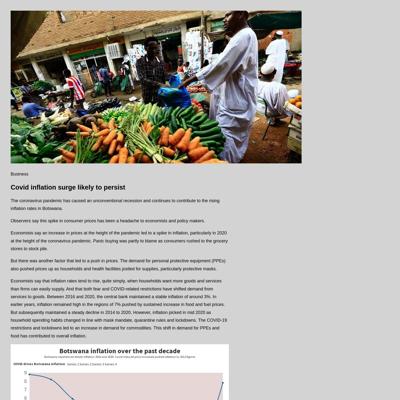 Business
Covid inflation surge likely to persist
The coronavirus pandemic has caused an unconventional recession and continues to contribute to the rising
inflation rates in Botswana.
Observers say this spike in consumer prices has been a headache to economists and policy makers.
Economists say an increase in prices at the height of the pandemic led to a spike in inflation, particularly in 2020
at the height of the coronavirus pandemic. Panic buying was partly to blame as consumers rushed to the grocery
stores to stock pile.
But there was another factor that led to a push in prices. The demand for personal protective equipment (PPEs)
also pushed prices up as households and health facilities jostled for supplies, particularly protective masks.
Economists say that inflation rates tend to rise, quite simply, when households want more goods and services
than firms can easily supply. And that both fear and COVID-related restrictions have shifted demand from
services to goods. Between 2016 and 2020, the central bank maintained a stable inflation of around 3%. In
earlier years, inflation remained high in the regions of 7% pushed by sustained increase in food and fuel prices.
But subsequently maintained a steady decline in 2014 to 2020. However, inflation picked in mid 2020 as
household spending habits changed in line with mask mandate, quarantine rules and lockdowns. The COVID-19
restrictions and lockdowns led to an increase in demand for commodities. This shift in demand for PPEs and
food has contributed to overall inflation.
Botswana inflation over the past decade
COVID-Driven Botswana Inflation
9
8
7
6